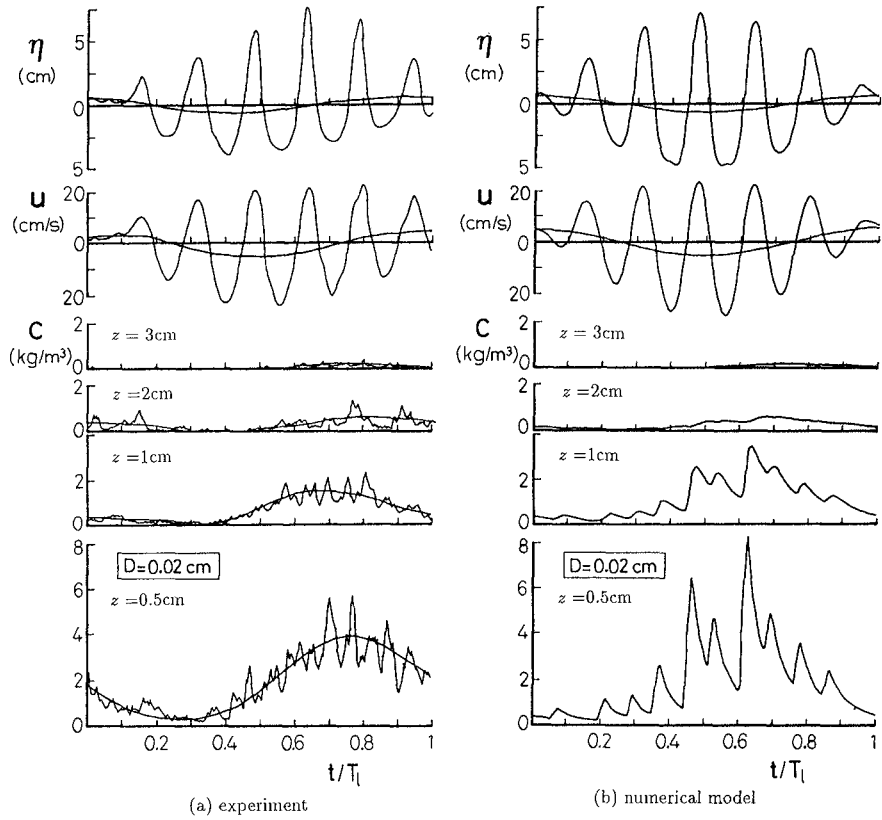 η
(cm)
5
0
5
u
(cm/s)
20
0
20
C
(kg/m³)
2
0
z = 3cm
2
0
z = 2cm
2
0
z = 1cm
8
6
4
2
0
D=0.02 cm
z = 0.5cm
0.2 0.4 0.6 0.8 1
t/Tl
(a) experiment
η
(cm)
5
0
5
u
(cm/s)
20
0
20
C
(kg/m³)
2
0
z = 3cm
2
0
z = 2cm
2
0
z = 1cm
8
6
4
2
0
D=0.02 cm
z = 0.5cm
0.2 0.4 0.6 0.8 1
t/Tl
(b) numerical model